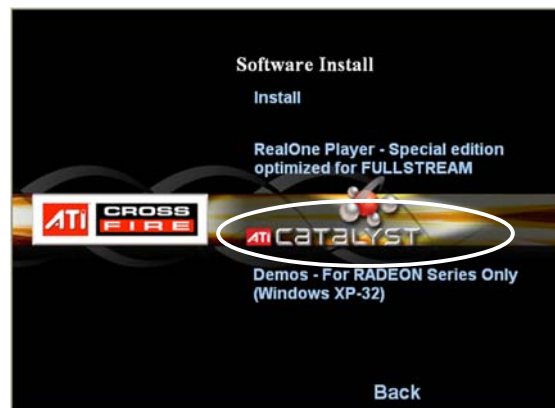 Software Install
Install
RealOne Player - Special edition
optimized for FULLSTREAM
ATI CROSS
FIRE
ATI CATALYST
Demos - For RADEON Series Only
(Windows XP-32)
Back